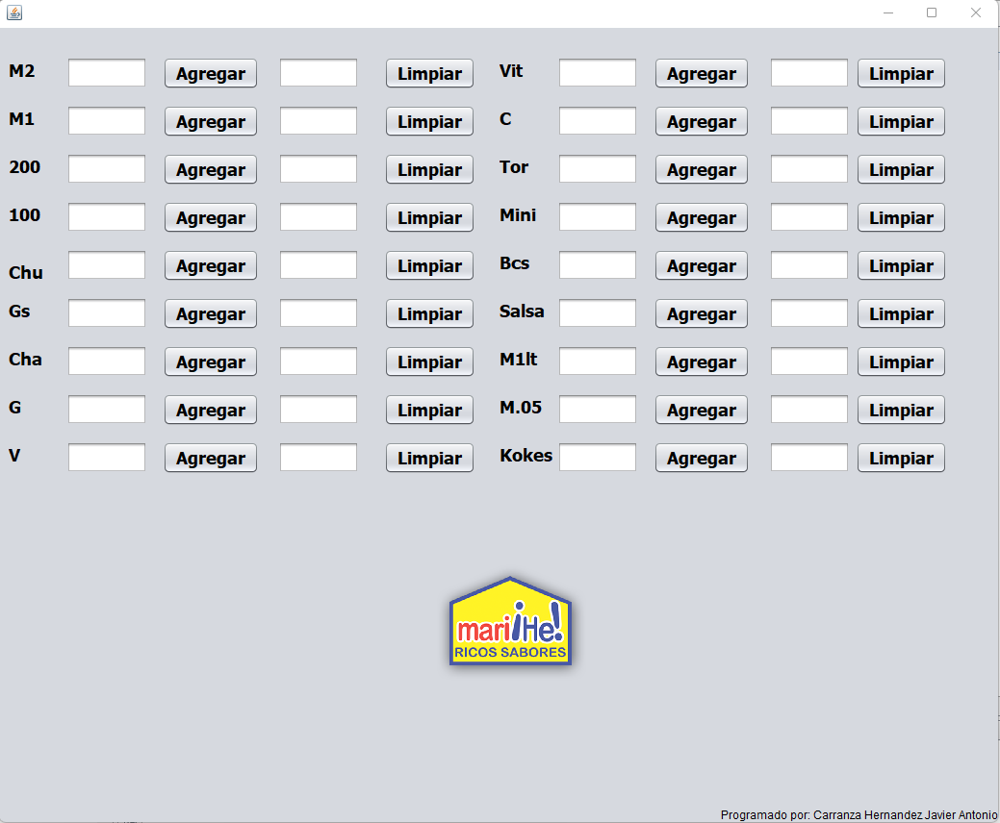 M2 Agregar Limpiar Vit Agregar Limpiar
M1 Agregar Limpiar C Agregar Limpiar
200 Agregar Limpiar Tor Agregar Limpiar
100 Agregar Limpiar Mini Agregar Limpiar
Chu Agregar Limpiar Bcs Agregar Limpiar
Gs Agregar Limpiar Salsa Agregar Limpiar
Cha Agregar Limpiar M1lt Agregar Limpiar
G Agregar Limpiar M.05 Agregar Limpiar
V Agregar Limpiar Kokes Agregar Limpiar
mari¡He!
RICOS SABORES
Programado por: Carranza Hernandez Javier Antonio